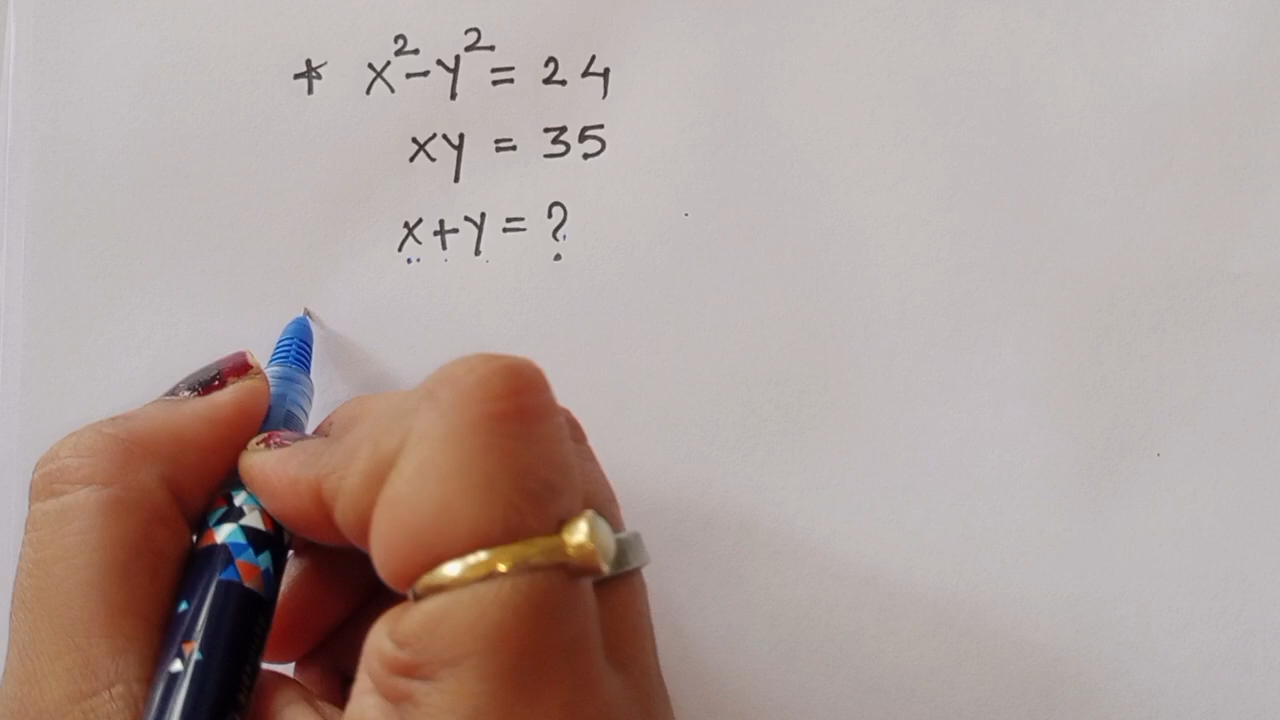 * x²-y² = 24
xy = 35
x+y = ?